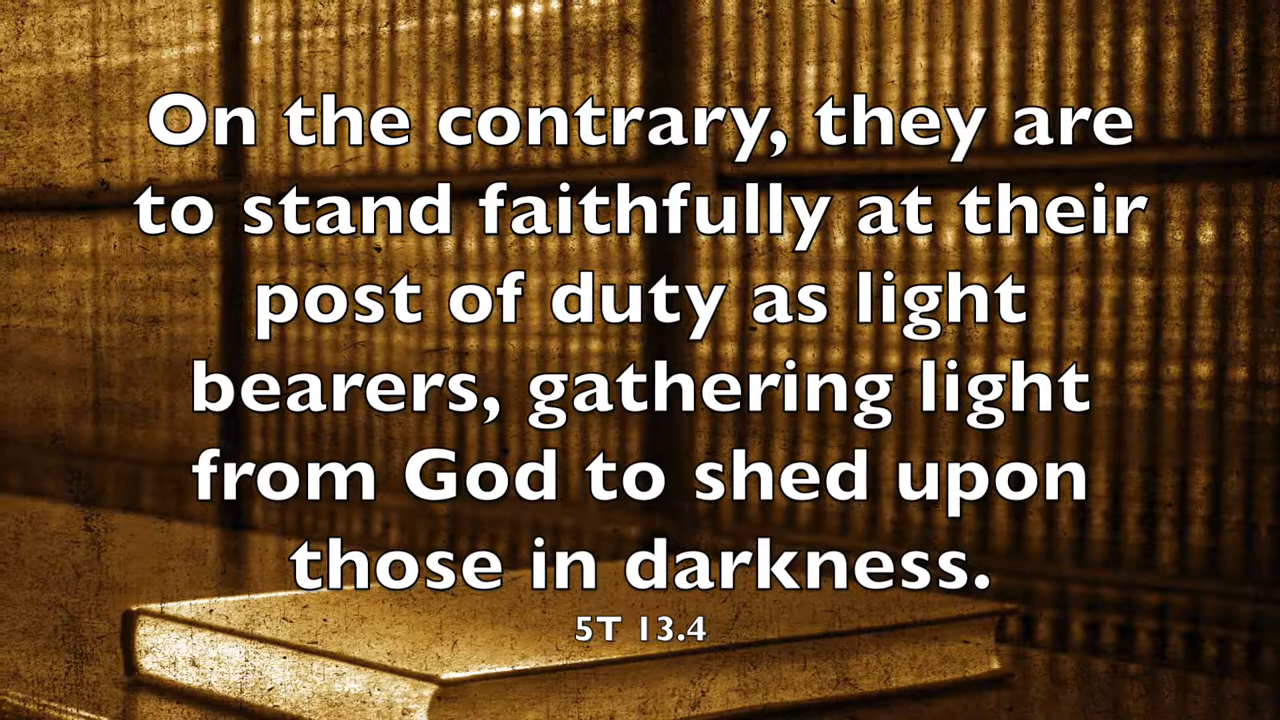 On the contrary, they are
to stand faithfully at their
post of duty as light
bearers, gathering light
from God to shed upon
those in darkness.
5T 13.4